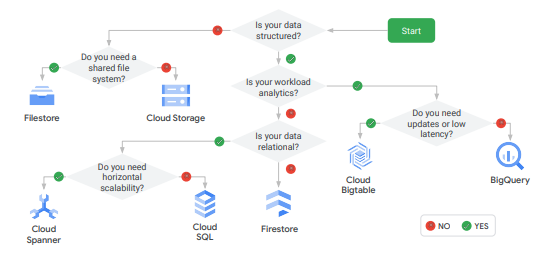 Start
Is your data
structured?
Do you need a
shared file
system?
Is your workload
analytics?
Filestore
Cloud Storage
Do you need
updates or low
latency?
Is your data
relational?
Do you need
horizontal
scalability?
Cloud
Bigtable
BigQuery
Cloud
Spanner
Cloud
SQL
Firestore
NO
YES